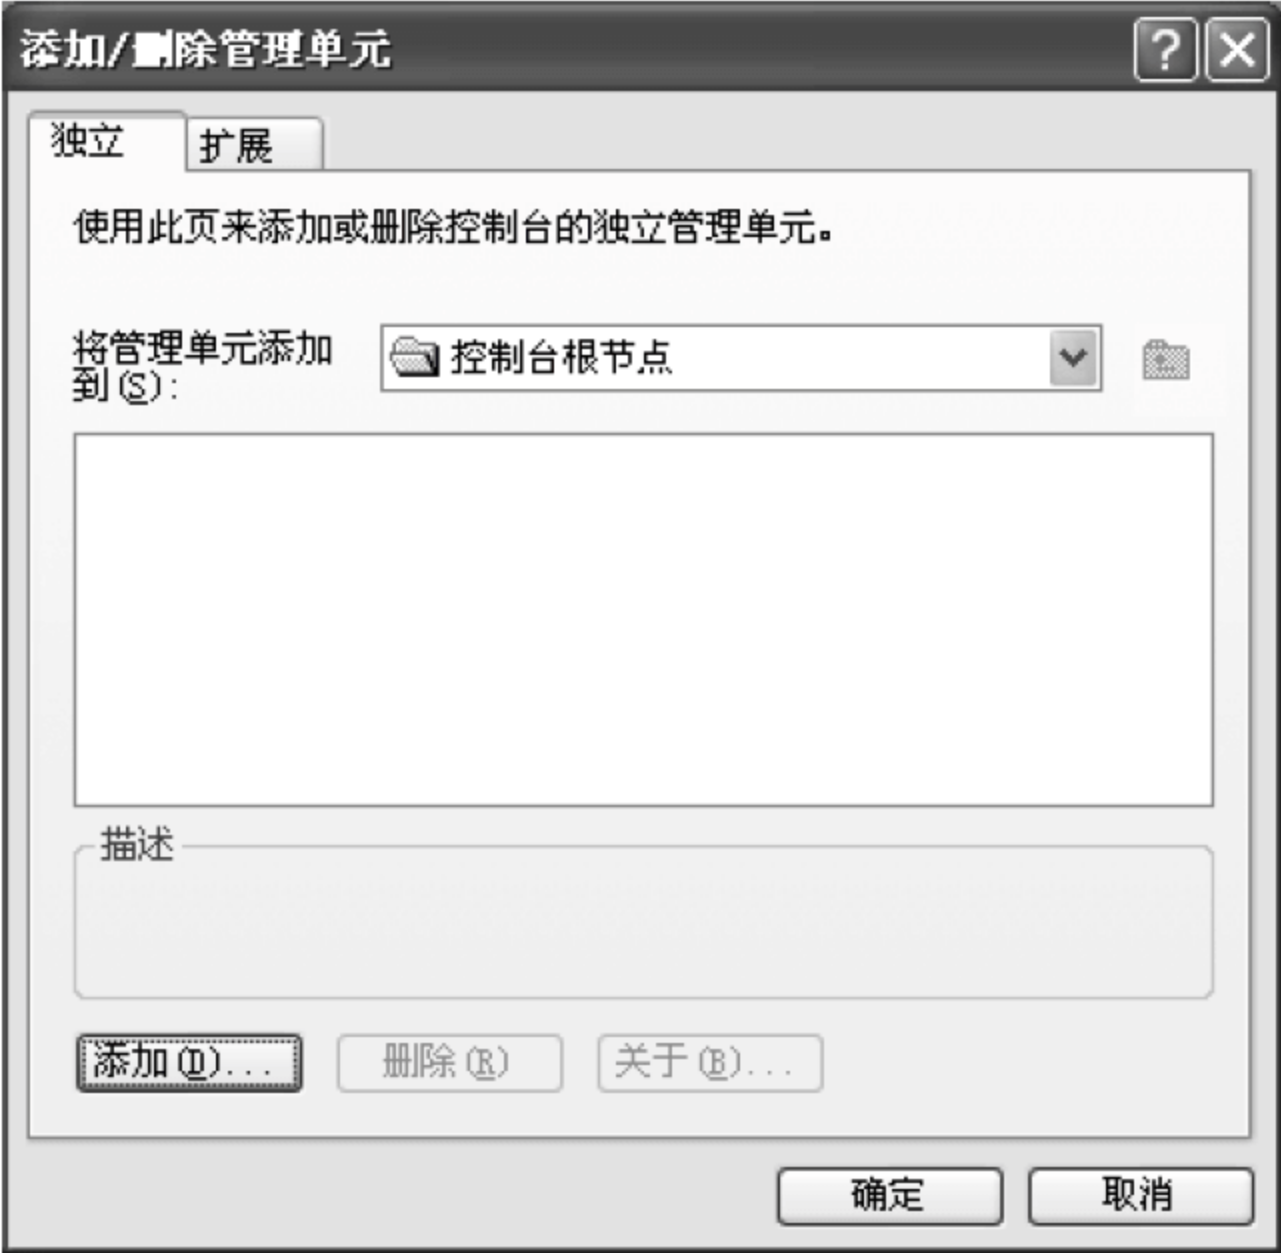 添加/删除管理单元
独立 扩展
使用此页来添加或删除控制台的独立管理单元。
将管理单元添加
到(S):
控制台根节点
描述
添加(D)... 删除(R) 关于(B)...
确定 取消